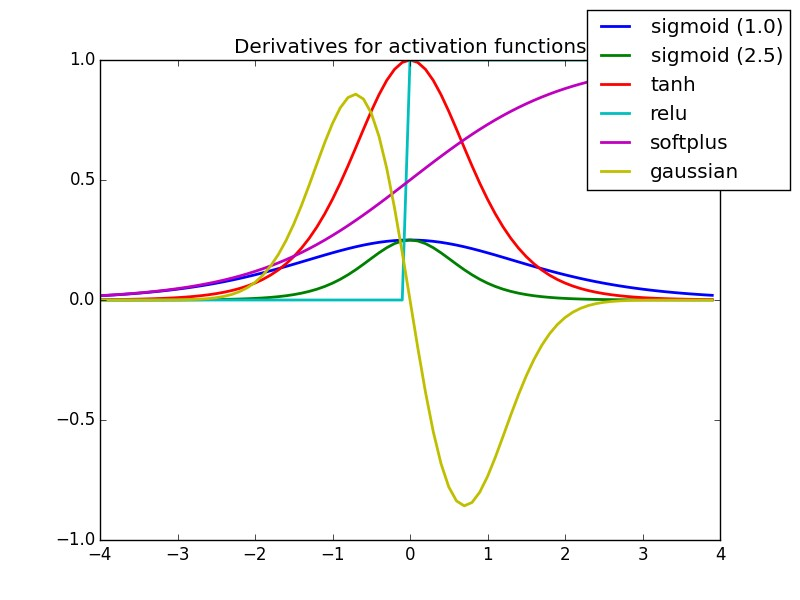 Derivatives for activation functions
sigmoid (1.0)
sigmoid (2.5)
tanh
relu
softplus
gaussian
1.0
0.5
0.0
−0.5
−1.0
−4 −3 −2 −1 0 1 2 3 4